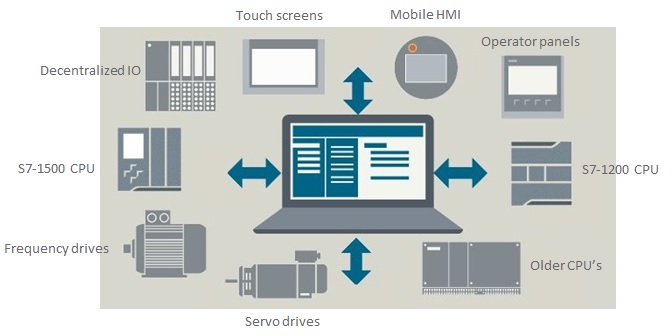 Touch screens
Mobile HMI
Operator panels
Decentralized IO
S7-1500 CPU
S7-1200 CPU
Frequency drives
Older CPU's
Servo drives